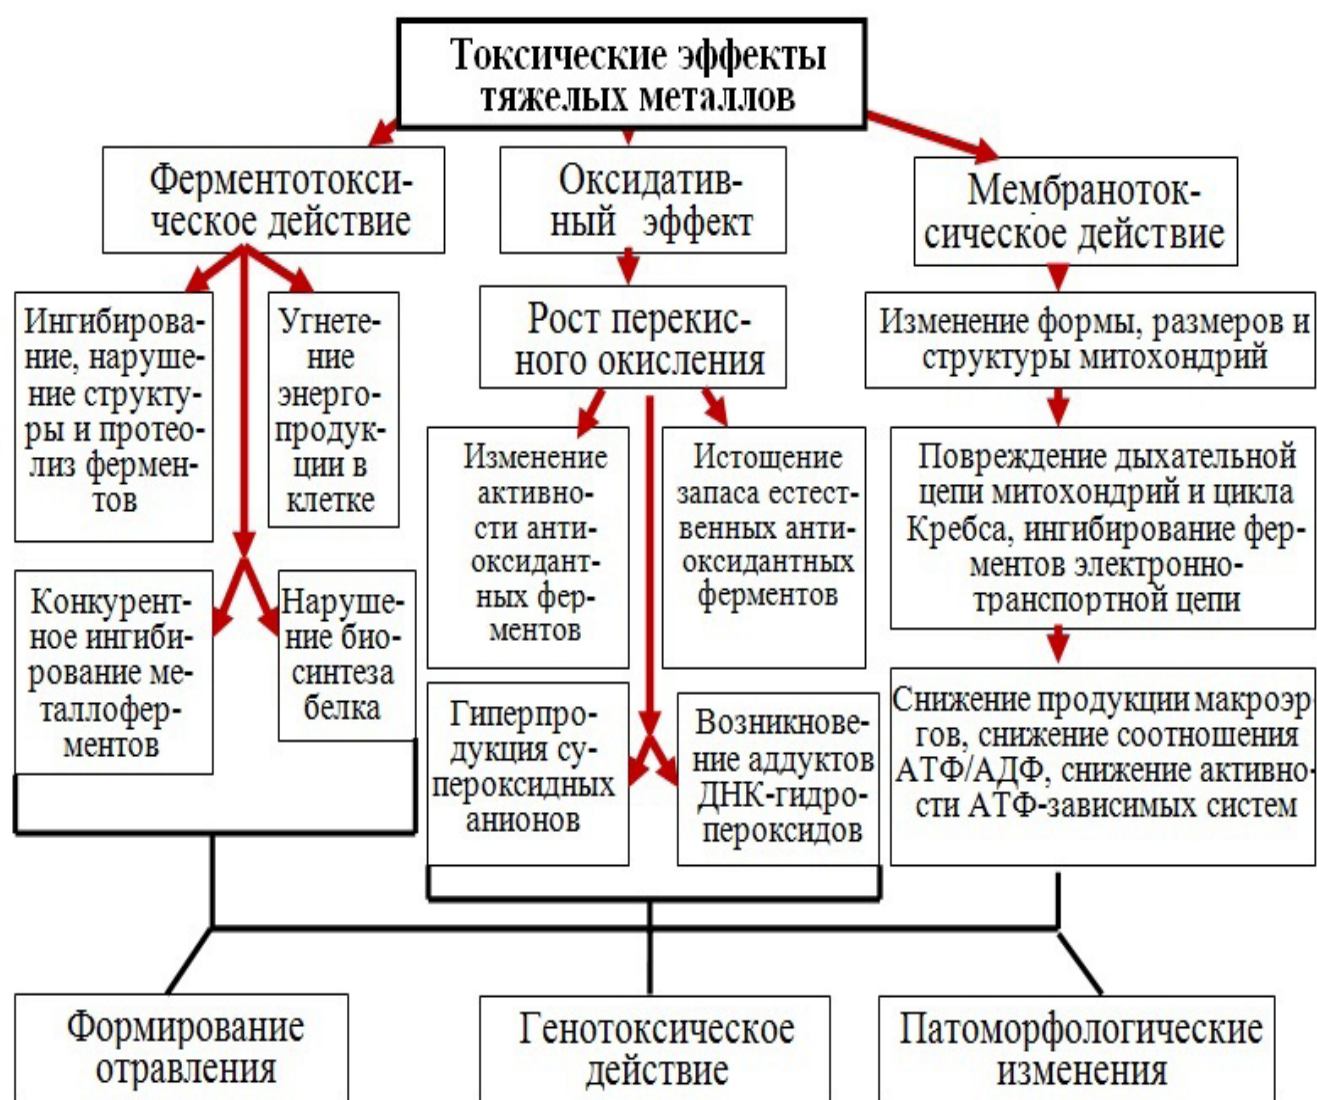 Токсические эффекты
тяжелых металлов
Ферментотокси-
ческое действие
Оксидатив-
ный эффект
Мембраноток-
сическое действие
Ингибирова-
ние, наруше-
ние структу-
ры и протео-
лиз фермен-
тов
Угнете-
ние
энерго-
продук-
ции в
клетке
Конкурент-
ное ингиби-
рование ме-
таллофер-
ментов
Наруше-
ние био-
синтеза
белка
Рост перекис-
ного окисления
Изменение
активно-
сти анти-
оксидант-
ных фер-
ментов
Истощение
запаса естест-
венных анти-
оксидантных
ферментов
Гиперпро-
дукция су-
пероксидных
анионов
Возникнове-
ние аддуктов
ДНК-гидро-
пероксидов
Изменение формы, размеров и
структуры митохондрий
Повреждение дыхательной
цепи митохондрий и цикла
Кребса, ингибирование фер-
ментов электронно-
транспортной цепи
Снижение продукции макроэр-
гов, снижение соотношения
АТФ/АДФ, снижение активно-
сти АТФ-зависимых систем
Формирование
отравления
Генотоксическое
действие
Патоморфологические
изменения